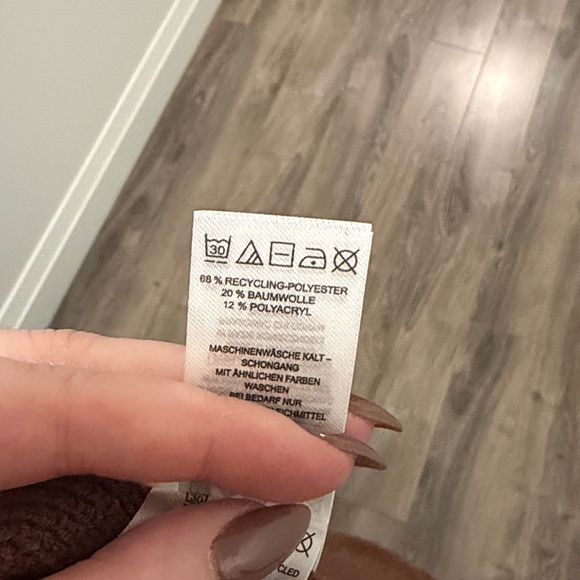 30
68 % RECYCLING-POLYESTER
20 % BAUMWOLLE
12 % POLYACRYL
MASCHINENWÄSCHE KALT –
SCHONGANG
MIT ÄHNLICHEN FARBEN
WASCHEN
BEI BEDARF NUR